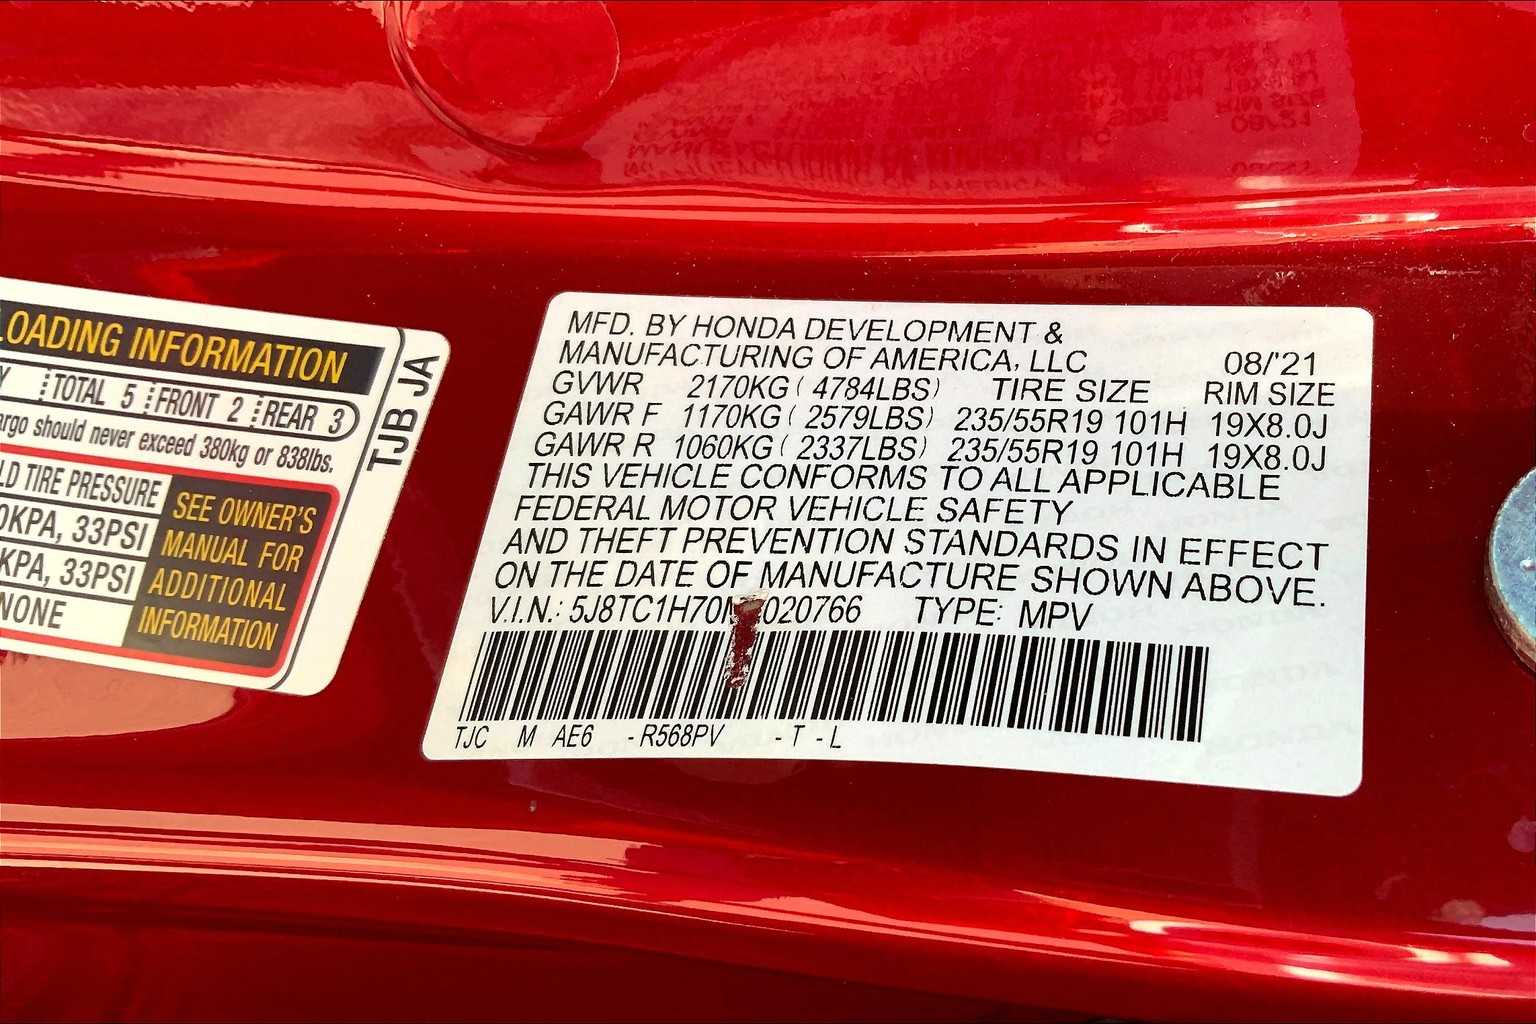 LOADING INFORMATION
TOTAL 5 FRONT 2 REAR 3
should never exceed 380kg or 838lbs.
TIRE PRESSURE
33PSI
33PSI
NONE
SEE OWNER'S
MANUAL FOR
ADDITIONAL
INFORMATION
TJB JA
MFD. BY HONDA DEVELOPMENT &
MANUFACTURING OF AMERICA, LLC 08/'21
GVWR 2170KG ( 4784LBS) TIRE SIZE RIM SIZE
GAWR F 1170KG ( 2579LBS) 235/55R19 101H 19X8.0J
GAWR R 1060KG ( 2337LBS) 235/55R19 101H 19X8.0J
THIS VEHICLE CONFORMS TO ALL APPLICABLE
FEDERAL MOTOR VEHICLE SAFETY
AND THEFT PREVENTION STANDARDS IN EFFECT
ON THE DATE OF MANUFACTURE SHOWN ABOVE.
V.I.N.: TYPE: MPV
TJC M AE6 - R568PV - T - L